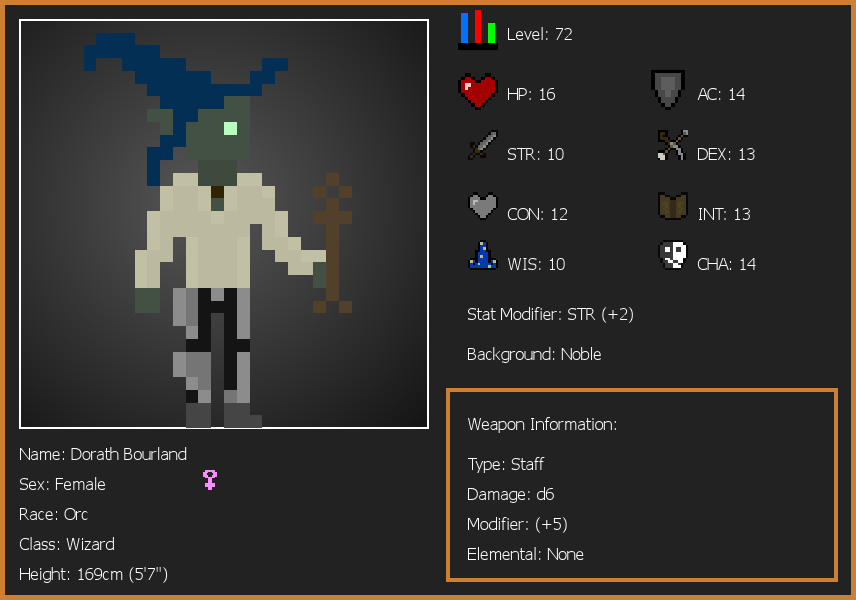 Level: 72
HP: 16
AC: 14
STR: 10
DEX: 13
CON: 12
INT: 13
WIS: 10
CHA: 14
Stat Modifier: STR (+2)
Background: Noble
Weapon Information:
Type: Staff
Damage: d6
Modifier: (+5)
Elemental: None
Name: Dorath Bourland
Sex: Female
Race: Orc
Class: Wizard
Height: 169cm (5'7")